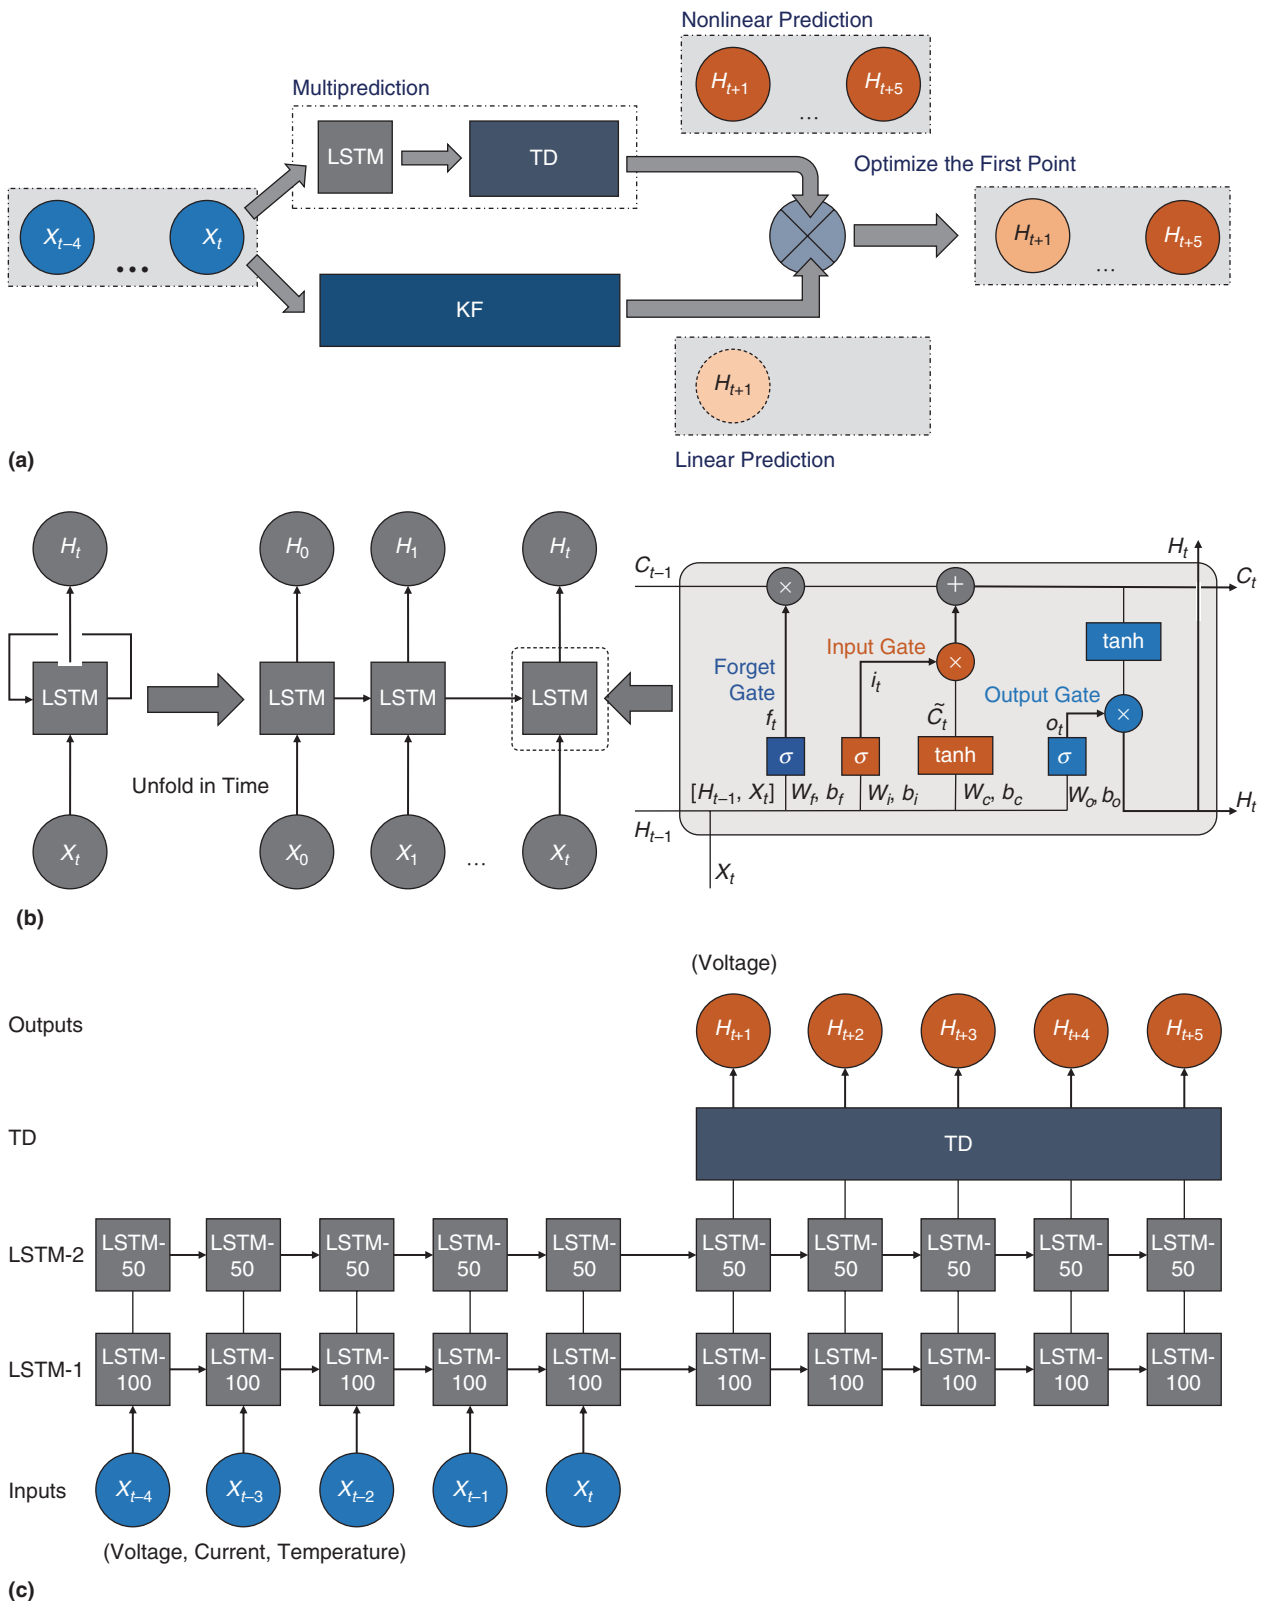 Nonlinear Prediction
H_{t+1}
...
H_{t+5}
Multiprediction
LSTM
TD
Optimize the First Point
X_{t–4}
...
X_t
H_{t+1}
...
H_{t+5}
KF
H_{t+1}
Linear Prediction
(a)
H_t
H_0
H_1
H_t
LSTM
LSTM
LSTM
LSTM
Unfold in Time
X_t
X_0
X_1
...
X_t
H_t
C_{t–1}
×
+
C_t
tanh
Input Gate
×
Forget
Gate
i_t
Output Gate
f_t
C̃_t
o_t
×
σ
σ
tanh
σ
[H_{t–1}, X_t]
W_f, b_f
W_i, b_i
W_c, b_c
W_o, b_o
H_{t–1}
H_t
X_t
(b)
(Voltage)
Outputs
H_{t+1}
H_{t+2}
H_{t+3}
H_{t+4}
H_{t+5}
TD
TD
LSTM-2
LSTM-
50
LSTM-
50
LSTM-
50
LSTM-
50
LSTM-
50
LSTM-
50
LSTM-
50
LSTM-
50
LSTM-
50
LSTM-
50
LSTM-1
LSTM-
100
LSTM-
100
LSTM-
100
LSTM-
100
LSTM-
100
LSTM-
100
LSTM-
100
LSTM-
100
LSTM-
100
LSTM-
100
Inputs
X_{t–4}
X_{t–3}
X_{t–2}
X_{t–1}
X_t
(Voltage, Current, Temperature)
(c)